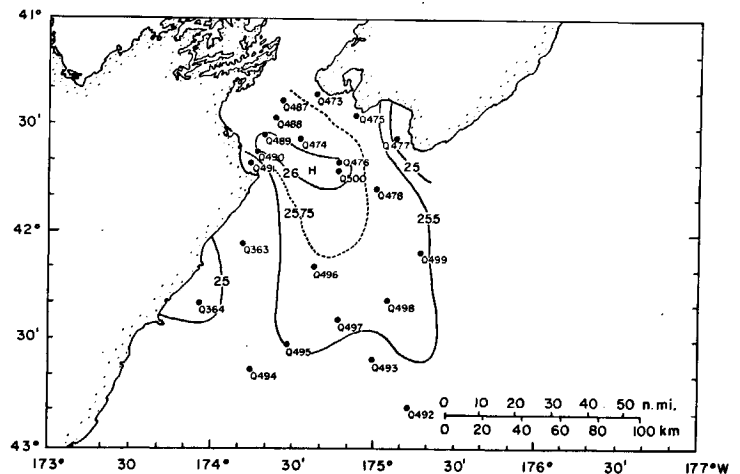 41°
Q487
Q473
Q488
Q475
30'
Q489
Q474
Q477
Q490
Q476
Q491
26
H
Q500
25
Q478
2575
255
42°
Q363
Q499
Q496
25
Q364
Q498
Q497
30'
Q495
Q493
Q494
Q492
0 10 20 30 40 50 n.mi.
0 20 40 60 80 100 km
43°
173° 30 174° 30' 175° 30' 176° 30' 177°W